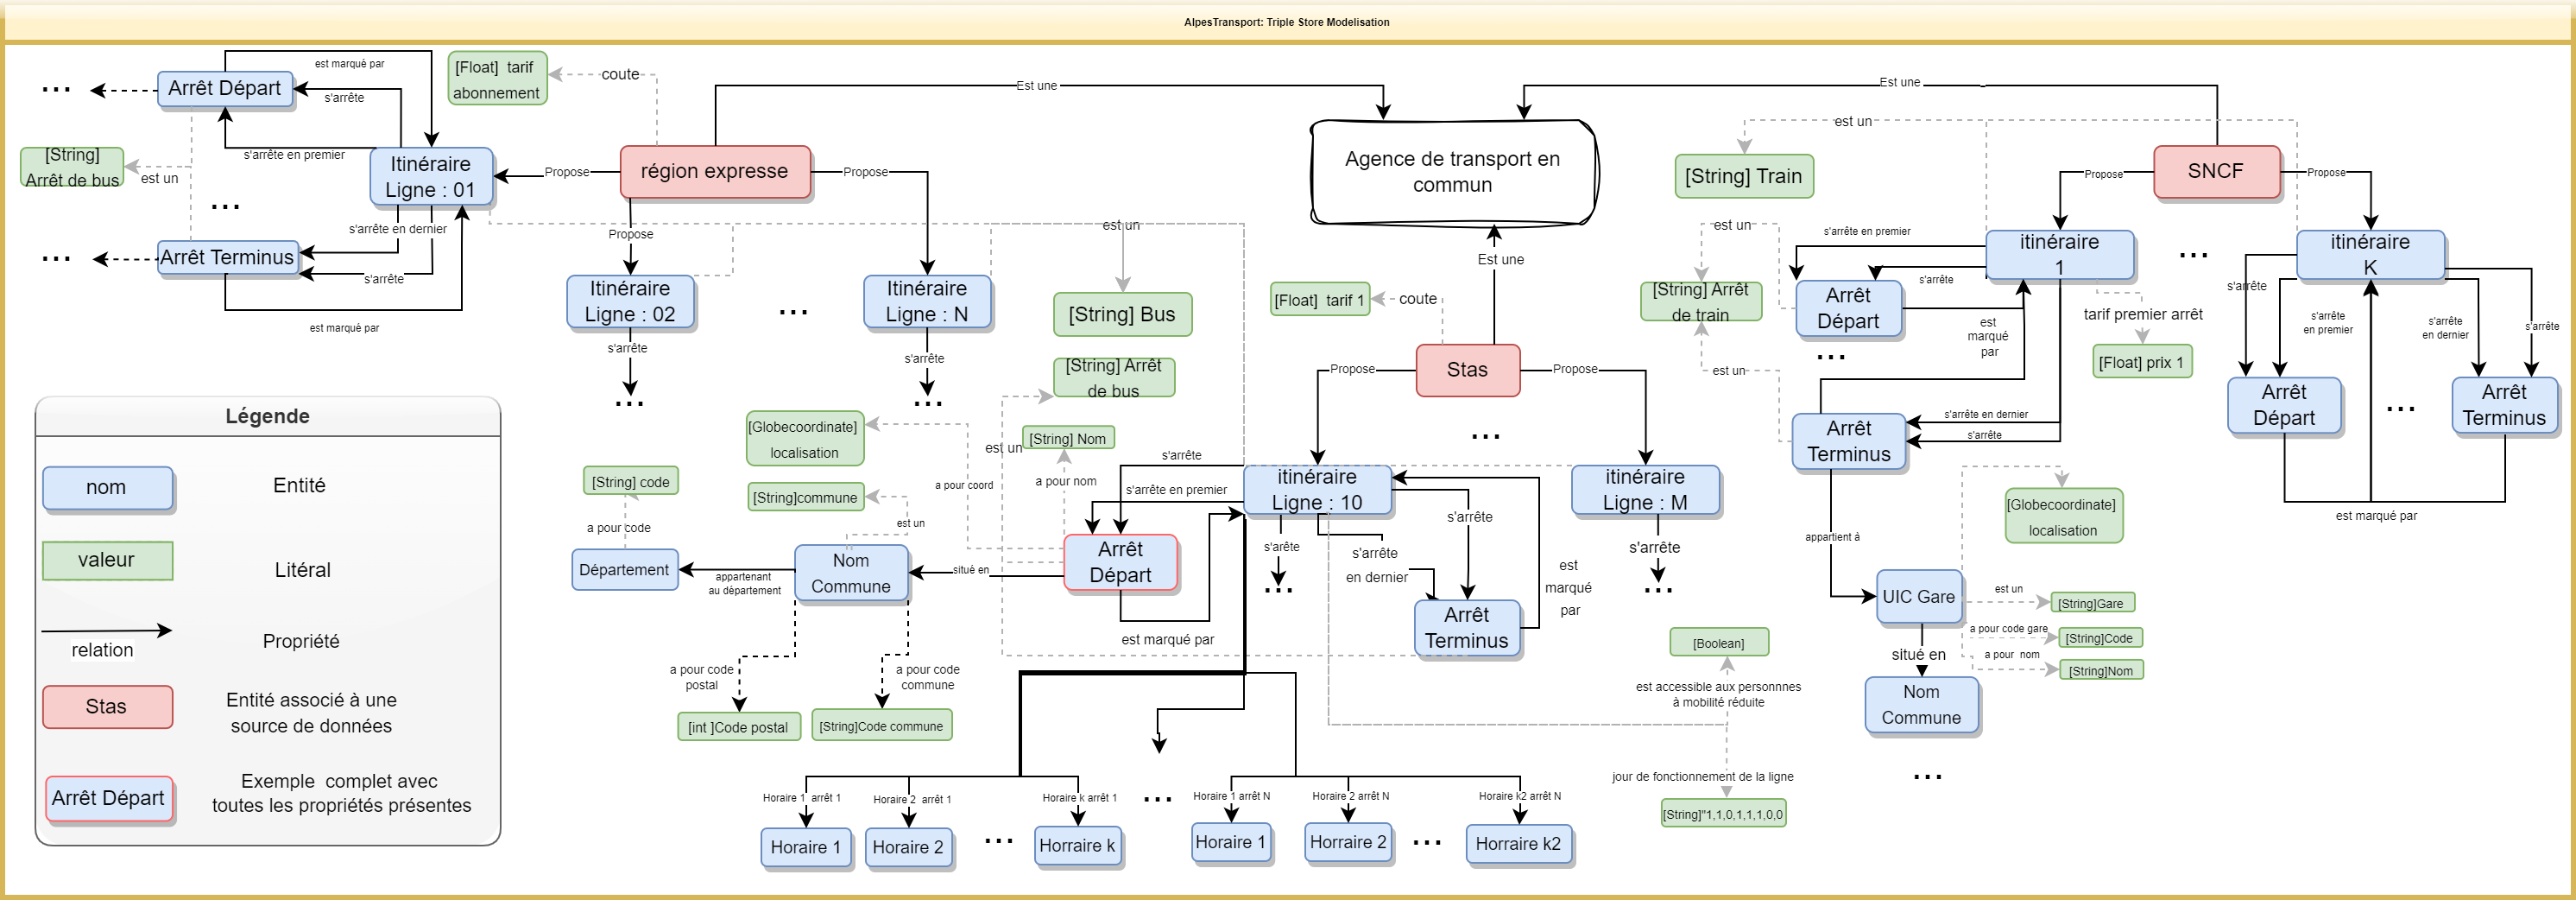 AlpesTransport: Triple Store Modelisation
est marqué par
[Float] tarif
abonnement
coute
Arrêt Départ
...
s'arrête
Est une
Est une
s'arrête en premier
[String]
Arrêt de bus
est un
Itinéraire
Ligne : 01
Propose
région expresse
Propose
Agence de transport en
commun
est un
[String] Train
Propose
SNCF
Propose
...
s'arrête en dernier
...
Arrêt Terminus
s'arrête
est marqué par
Propose
est un
Est une
est un
s'arrête en premier
itinéraire
1
...
itinéraire
K
Itinéraire
Ligne : 02
...
Itinéraire
Ligne : N
[String] Bus
[Float] tarif 1
coute
[String] Arrêt
de train
Arrêt
Départ
s'arrête
est
marqué
par
tarif premier arrêt
[Float] prix 1
s'arrête
s'arrête
en premier
s'arrête
en dernier
s'arrête
s'arrête
...
s'arrête
...
[String] Arrêt
de bus
Propose
Stas
Propose
...
est un
...
Arrêt
Départ
...
Arrêt
Terminus
est marqué par
Légende
nom
Entité
valeur
Litéral
relation
Propriété
Stas
Entité associé à une
source de données
Arrêt Départ
Exemple complet avec
toutes les propriétés présentes
[Globecoordinate]
localisation
est un
[String] Nom
a pour coord
a pour nom
s'arrête
s'arrête en premier
itinéraire
Ligne : 10
itinéraire
Ligne : M
Arrêt
Terminus
s'arrête en dernier
s'arrête
[String] code
[String]commune
a pour code
est un
Département
appartenant
au département
Nom
Commune
situé en
Arrêt
Départ
est marqué par
s'arête
...
s'arrête
s'arrête
en dernier
Arrêt
Terminus
est
marqué
par
s'arrête
...
appartient à
[Globecoordinate]
localisation
UIC Gare
est un
[String]Gare
a pour code gare
[String]Code
a pour nom
[String]Nom
situé en
Nom
Commune
...
a pour code
postal
a pour code
commune
[int ]Code postal
[String]Code commune
[Boolean]
est accessible aux personnnes
à mobilité réduite
jour de fonctionnement de la ligne
[String]"1,1,0,1,1,1,0,0
Horaire 1 arrêt 1
Horaire 2 arrêt 1
Horaire k arrêt 1
...
Horaire 1 arrêt N
Horaire 2 arrêt N
Horaire k2 arrêt N
Horaire 1
Horaire 2
...
Horraire k
Horaire 1
Horraire 2
...
Horraire k2